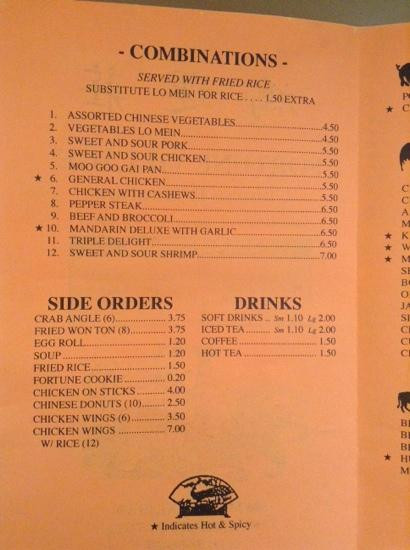 - COMBINATIONS -
SERVED WITH FRIED RICE
SUBSTITUTE LO MEIN FOR RICE .... 1.50 EXTRA
1. ASSORTED CHINESE VEGETABLES 4.50
2. VEGETABLES LO MEIN 4.50
3. SWEET AND SOUR PORK 5.50
4. SWEET AND SOUR CHICKEN 5.50
5. MOO GOO GAI PAN 5.50
★ 6. GENERAL CHICKEN 5.50
7. CHICKEN WITH CASHEWS 5.50
8. PEPPER STEAK 6.50
9. BEEF AND BROCCOLI 6.50
★ 10. MANDARIN DELUXE WITH GARLIC 6.50
11. TRIPLE DELIGHT 6.50
12. SWEET AND SOUR SHRIMP 7.00
SIDE ORDERS
CRAB ANGLE (6) 3.75
FRIED WON TON (8) 3.75
EGG ROLL 1.20
SOUP 1.20
FRIED RICE 1.50
FORTUNE COOKIE 0.20
CHICKEN ON STICKS 4.00
CHINESE DONUTS (10) 2.50
CHICKEN WINGS (6) 3.50
CHICKEN WINGS 7.00
W/ RICE (12)
DRINKS
SOFT DRINKS .. Sm 1.10 Lg 2.00
ICED TEA Sm 1.10 Lg 2.00
COFFEE 1.50
HOT TEA 1.50
★ Indicates Hot & Spicy